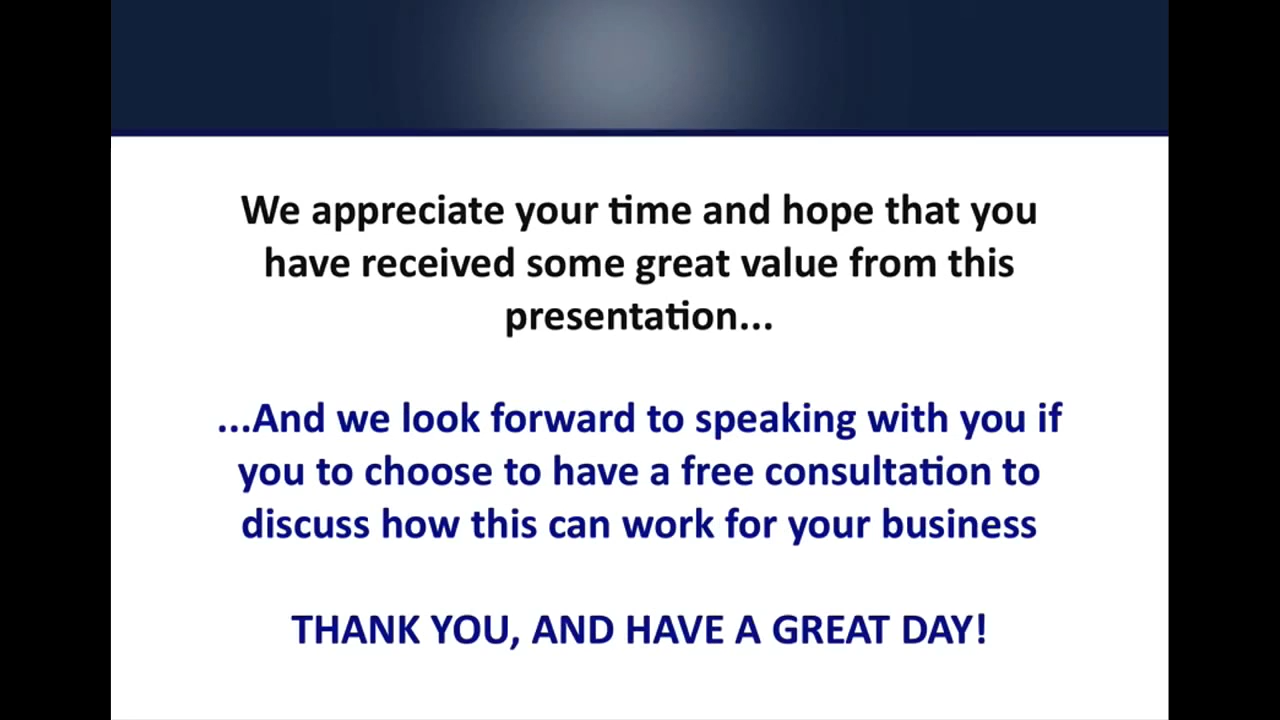 We appreciate your time and hope that you
have received some great value from this
presentation...
...And we look forward to speaking with you if
you to choose to have a free consultation to
discuss how this can work for your business
THANK YOU, AND HAVE A GREAT DAY!